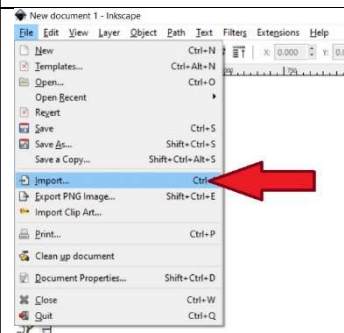 New document 1 - Inkscape
File Edit View Layer Object Path Text Filters Extensions Help
New Ctrl+N
Templates... Ctrl+Alt+N
Open... Ctrl+O
Open Recent
Revert
Save Ctrl+S
Save As... Shift+Ctrl+S
Save a Copy... Shift+Ctrl+Alt+S
Import... Ctrl+
Export PNG Image... Shift+Ctrl+E
Import Clip Art...
Print... Ctrl+P
Clean up document
Document Properties... Shift+Ctrl+D
Close Ctrl+W
Quit Ctrl+Q
X: 0.000 Y: 0.0